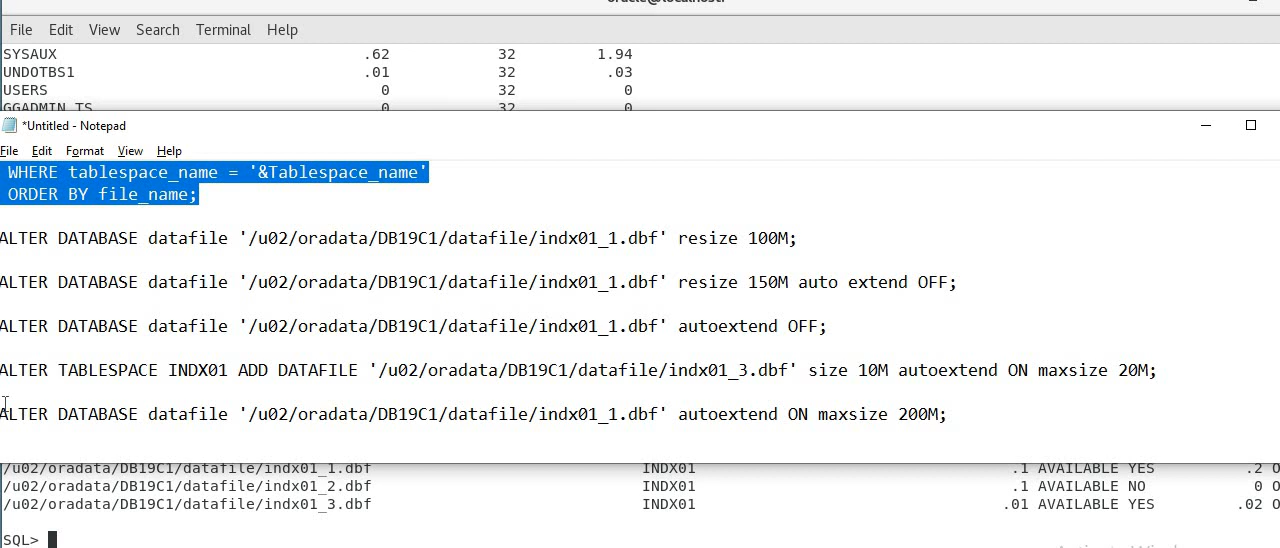 oracle@localhost:
File Edit View Search Terminal Help
SYSAUX .62 32 1.94
UNDOTBS1 .01 32 .03
USERS 0 32 0
GGADMIN_TS 0 32 0
*Untitled - Notepad
File Edit Format View Help
WHERE tablespace_name = '&Tablespace_name'
ORDER BY file_name;
ALTER DATABASE datafile '/u02/oradata/DB19C1/datafile/indx01_1.dbf' resize 100M;
ALTER DATABASE datafile '/u02/oradata/DB19C1/datafile/indx01_1.dbf' resize 150M auto extend OFF;
ALTER DATABASE datafile '/u02/oradata/DB19C1/datafile/indx01_1.dbf' autoextend OFF;
ALTER TABLESPACE INDX01 ADD DATAFILE '/u02/oradata/DB19C1/datafile/indx01_3.dbf' size 10M autoextend ON maxsize 20M;
ALTER DATABASE datafile '/u02/oradata/DB19C1/datafile/indx01_1.dbf' autoextend ON maxsize 200M;
/u02/oradata/DB19C1/datafile/indx01_1.dbf INDX01 .1 AVAILABLE YES .2 O
/u02/oradata/DB19C1/datafile/indx01_2.dbf INDX01 .1 AVAILABLE NO 0 O
/u02/oradata/DB19C1/datafile/indx01_3.dbf INDX01 .01 AVAILABLE YES .02 O
SQL>